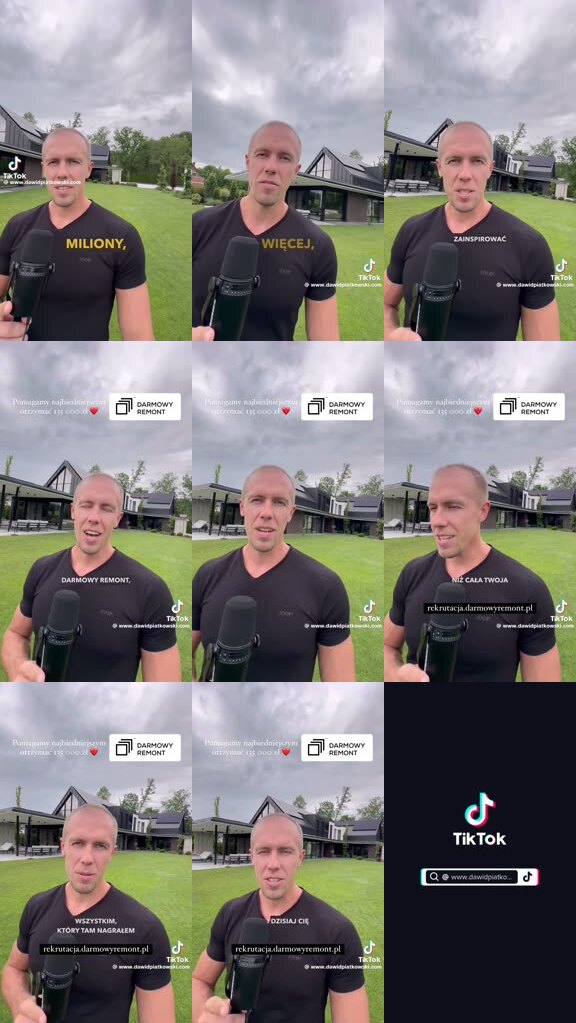 TikTok
@ www.dawidpiatkowski.com
MILIONY,
WIĘCEJ,
TikTok
@ www.dawidpiatkowski.com
ZAINSPIROWAĆ
TikTok
@ www.dawidpiatkowski.com
Pomagamy najbiedniejszym
otrzymać 135 000 zł
DARMOWY
REMONT
DARMOWY REMONT,
TikTok
@ www.dawidpiatkowski.com
Pomagamy najbiedniejszym
otrzymać 135 000 zł
DARMOWY
REMONT
TikTok
@ www.dawidpiatkowski.com
Pomagamy najbiedniejszym
otrzymać 135 000 zł
DARMOWY
REMONT
NIŻ CAŁA TWOJA
rekrutacja.darmowyremont.pl
TikTok
@ www.dawidpiatkowski.com
Pomagamy najbiedniejszym
otrzymać 135 000 zł
DARMOWY
REMONT
WSZYSTKIM,
KTÓRY TAM NAGRAŁEM
rekrutacja.darmowyremont.pl
TikTok
@ www.dawidpiatkowski.com
Pomagamy najbiedniejszym
otrzymać 135 000 zł
DARMOWY
REMONT
I DZISIAJ CIĘ
rekrutacja.darmowyremont.pl
TikTok
@ www.dawidpiatkowski.com
TikTok
@ www.dawidpiatko...